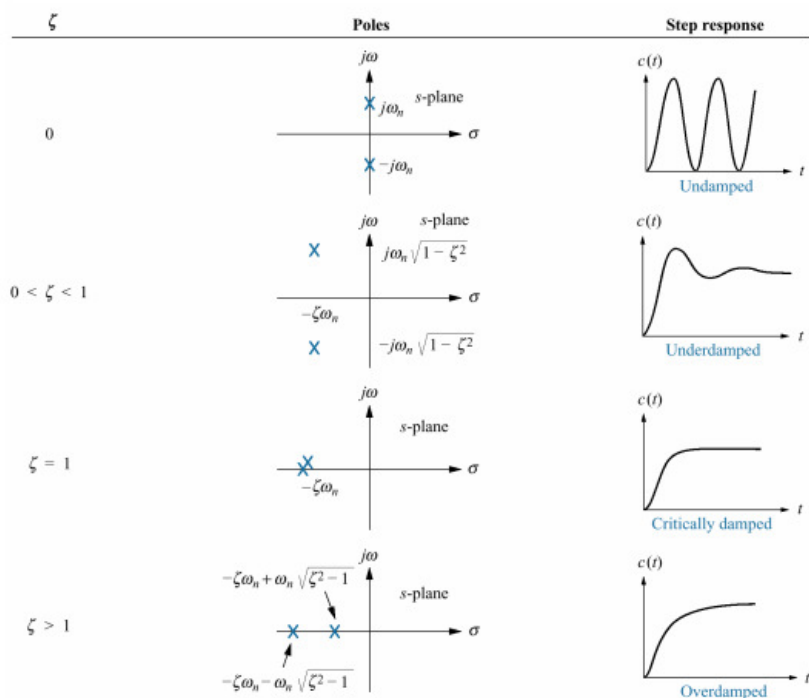 ζ Poles Step response
jω
c(t)
s-plane
jωₙ
0
σ
−jωₙ
t
Undamped
jω
s-plane
c(t)
jωₙ√(1 − ζ²)
0 < ζ < 1
σ
−ζωₙ
−jωₙ√(1 − ζ²)
t
Underdamped
jω
c(t)
s-plane
ζ = 1
σ
−ζωₙ
t
Critically damped
jω
c(t)
−ζωₙ + ωₙ√(ζ² − 1)
s-plane
ζ > 1
σ
−ζωₙ − ωₙ√(ζ² − 1)
t
Overdamped